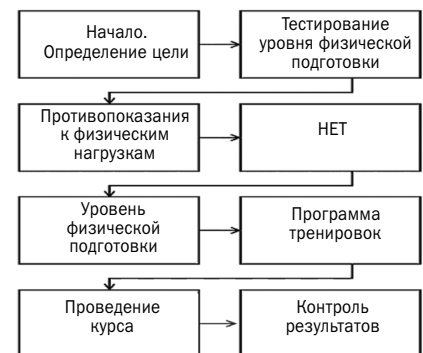 Начало.
Определение цели
Тестирование
уровня физической
подготовки
Противопоказания
к физическим
нагрузкам
НЕТ
Уровень
физической
подготовки
Программа
тренировок
Проведение
курса
Контроль
результатов